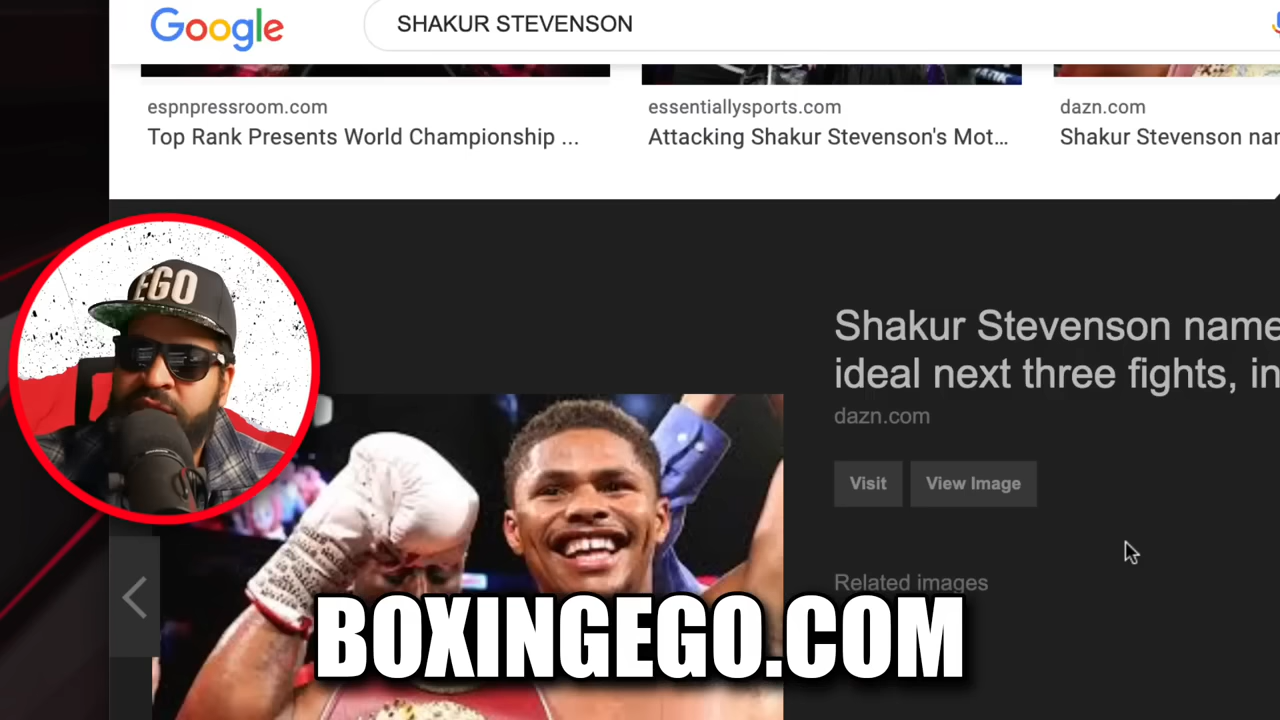 Google
SHAKUR STEVENSON
espnpressroom.com
Top Rank Presents World Championship ...
essentiallysports.com
Attacking Shakur Stevenson's Mot...
dazn.com
Shakur Stevenson nar
EGO
Shakur Stevenson name
ideal next three fights, in
dazn.com
Visit
View Image
Related images
BOXINGEGO.COM